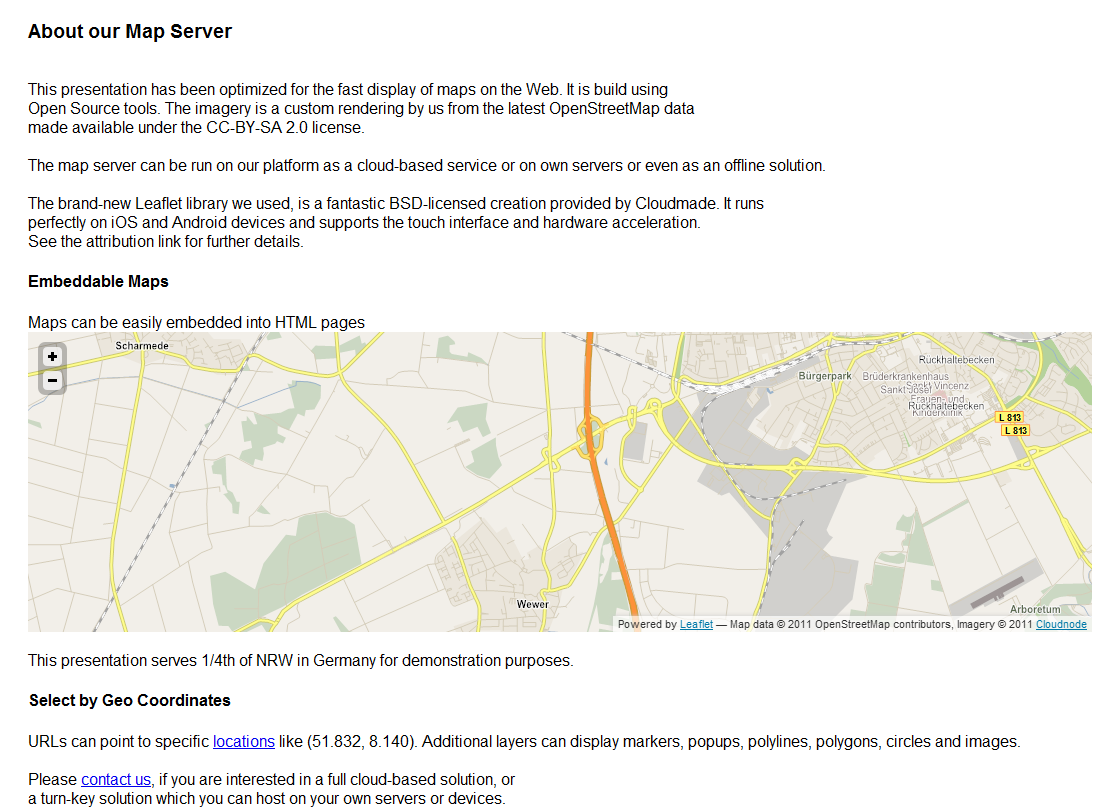 About our Map Server
This presentation has been optimized for the fast display of maps on the Web. It is build using
Open Source tools. The imagery is a custom rendering by us from the latest OpenStreetMap data
made available under the CC-BY-SA 2.0 license.
The map server can be run on our platform as a cloud-based service or on own servers or even as an offline solution.
The brand-new Leaflet library we used, is a fantastic BSD-licensed creation provided by Cloudmade. It runs
perfectly on iOS and Android devices and supports the touch interface and hardware acceleration.
See the attribution link for further details.
Embeddable Maps
Maps can be easily embedded into HTML pages
Scharmede
+
−
Rückhaltebecken
Bürgerpark
Brüderkrankenhaus
Sankt Vincenz
Sankt Josef
Frauen- und
Rückhaltebecken
Kinderklinik
L 813
L 813
Wewer
Arboretum
Powered by Leaflet — Map data © 2011 OpenStreetMap contributors, Imagery © 2011 Cloudnode
This presentation serves 1/4th of NRW in Germany for demonstration purposes.
Select by Geo Coordinates
URLs can point to specific locations like (51.832, 8.140). Additional layers can display markers, popups, polylines, polygons, circles and images.
Please contact us, if you are interested in a full cloud-based solution, or
a turn-key solution which you can host on your own servers or devices.